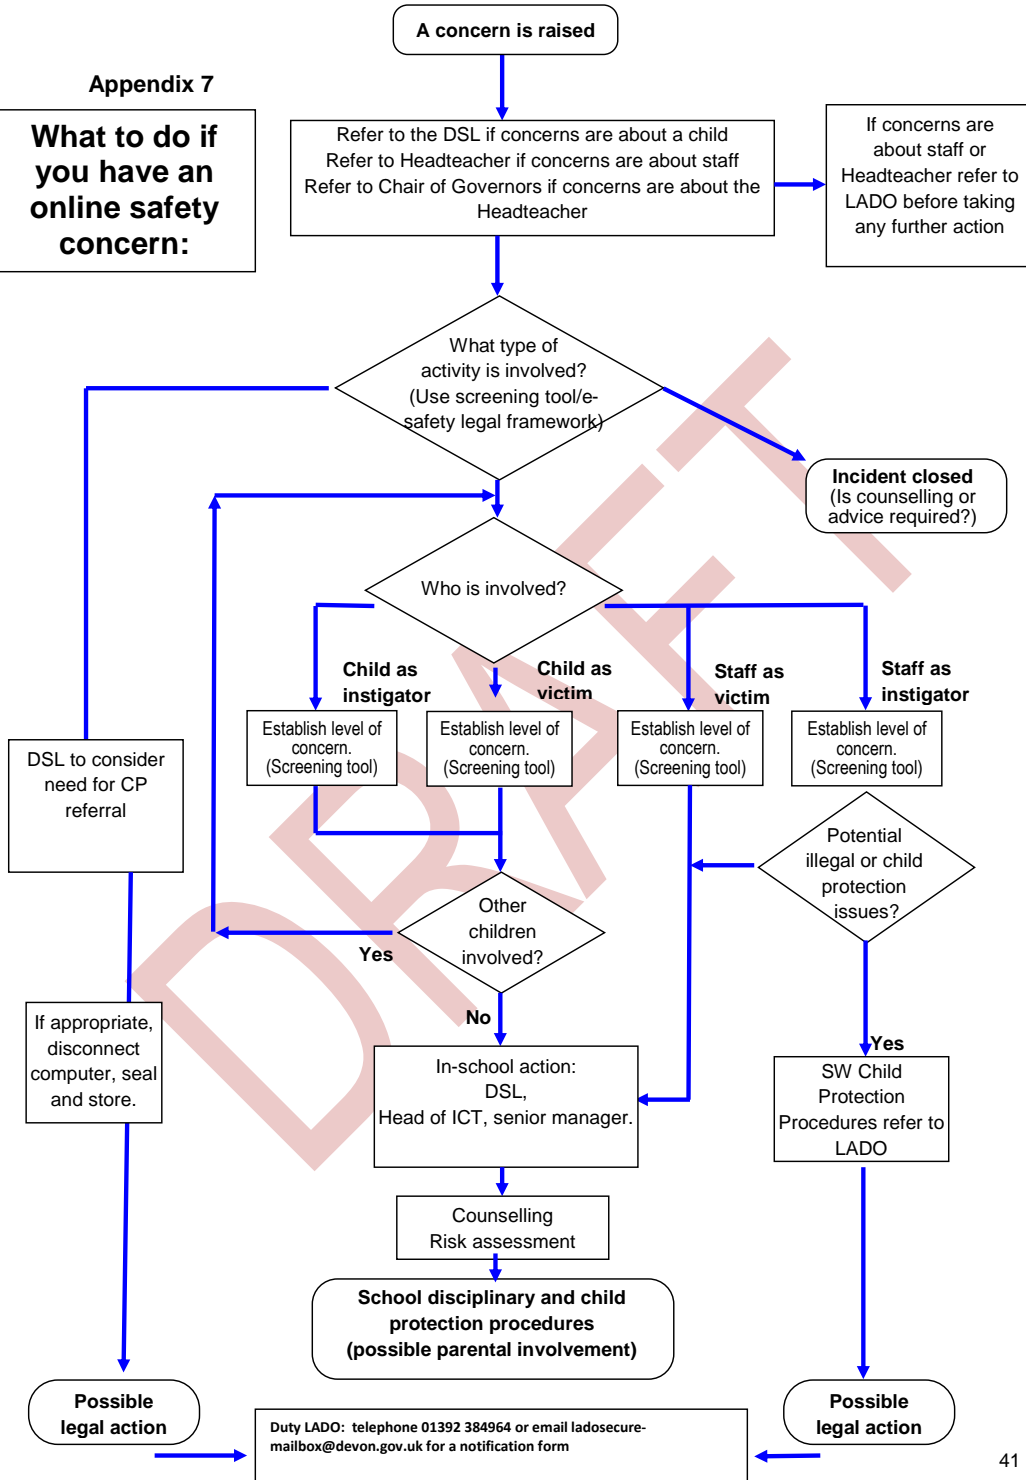 A concern is raised
Appendix 7
What to do if
you have an
online safety
concern:
Refer to the DSL if concerns are about a child
Refer to Headteacher if concerns are about staff
Refer to Chair of Governors if concerns are about the
Headteacher
If concerns are
about staff or
Headteacher refer to
LADO before taking
any further action
What type of
activity is involved?
(Use screening tool/e-
safety legal framework)
Incident closed
(Is counselling or
advice required?)
Who is involved?
Child as
instigator
Child as
victim
Staff as
victim
Staff as
instigator
Establish level of
concern.
(Screening tool)
Establish level of
concern.
(Screening tool)
Establish level of
concern.
(Screening tool)
Establish level of
concern.
(Screening tool)
DSL to consider
need for CP
referral
Potential
illegal or child
protection
issues?
Other
children
involved?
Yes
No
If appropriate,
disconnect
computer, seal
and store.
In-school action:
DSL,
Head of ICT, senior manager.
Yes
SW Child
Protection
Procedures refer to
LADO
Counselling
Risk assessment
School disciplinary and child
protection procedures
(possible parental involvement)
Possible
legal action
Possible
legal action
Duty LADO: telephone 01392 384964 or email ladosecure-
mailbox@devon.gov.uk for a notification form
41
DRAFT